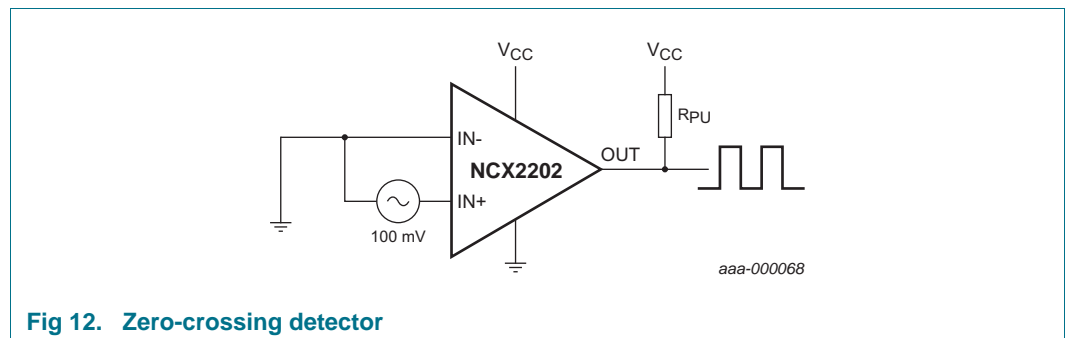 VCC
VCC
RPU
IN-
OUT
NCX2202
IN+
100 mV
aaa-000068
Fig 12. Zero-crossing detector